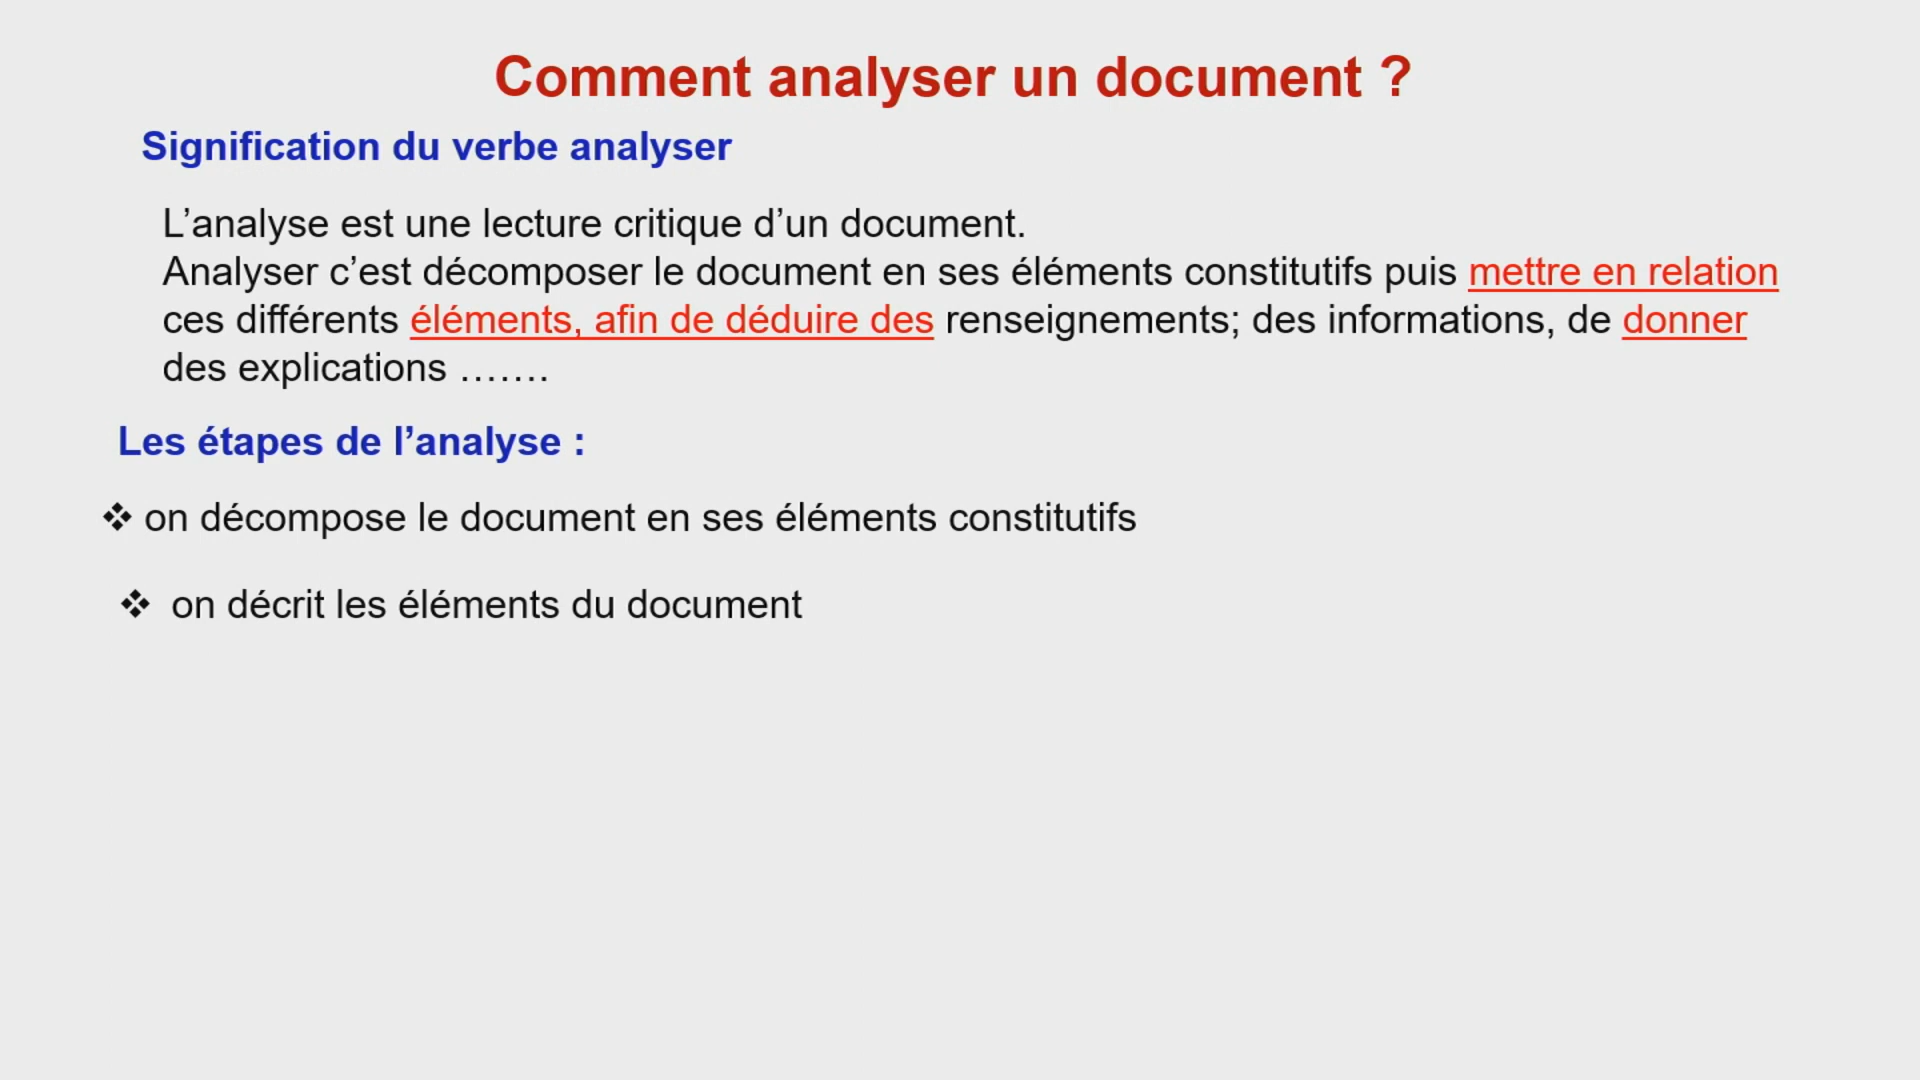 Comment analyser un document ?
Signification du verbe analyser
L’analyse est une lecture critique d’un document.
Analyser c’est décomposer le document en ses éléments constitutifs puis mettre en relation
ces différents éléments, afin de déduire des renseignements; des informations, de donner
des explications …….
Les étapes de l’analyse :
❖ on décompose le document en ses éléments constitutifs
❖ on décrit les éléments du document